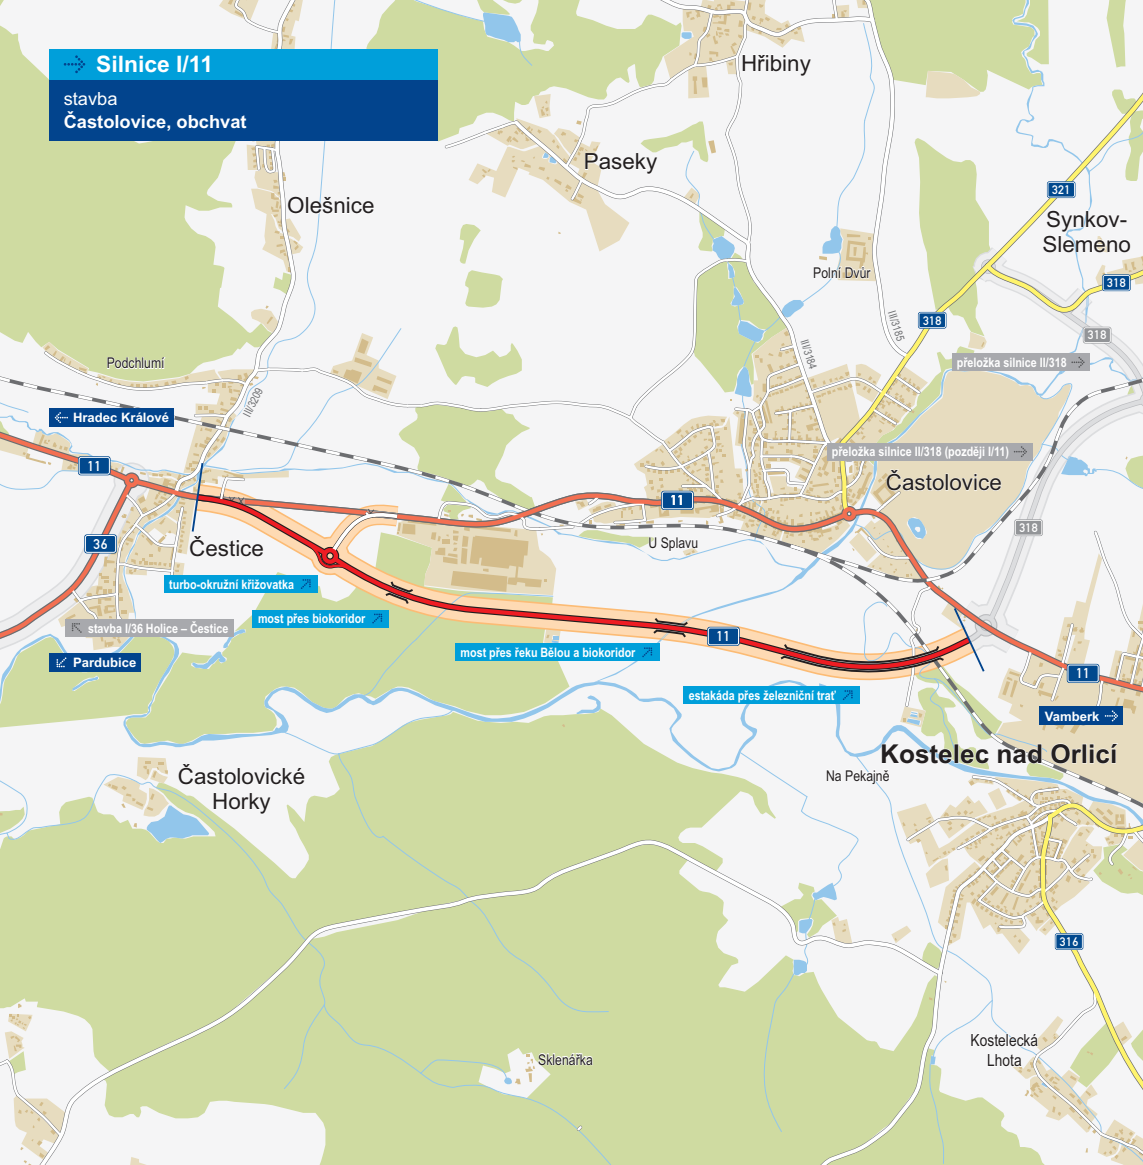 Silnice I/11
stavba
Častolovice, obchvat
Hřibiny
Paseky
Olešnice
321
Synkov-
Slemeno
Polní Dvůr
318
318
III/3185
318
III/3184
Podchlumí
přeložka silnice II/318
III/3209
Hradec Králové
přeložka silnice II/318 (později I/11)
11
Častolovice
11
318
36
Čestice
U Splavu
turbo-okružní křižovatka
most přes biokoridor
stavba I/36 Holice – Čestice
11
most přes řeku Bělou a biokoridor
Pardubice
11
estakáda přes železniční trať
Vamberk
Kostelec nad Orlicí
Častolovické
Horky
Na Pekajně
316
Kostelecká
Lhota
Sklenářka